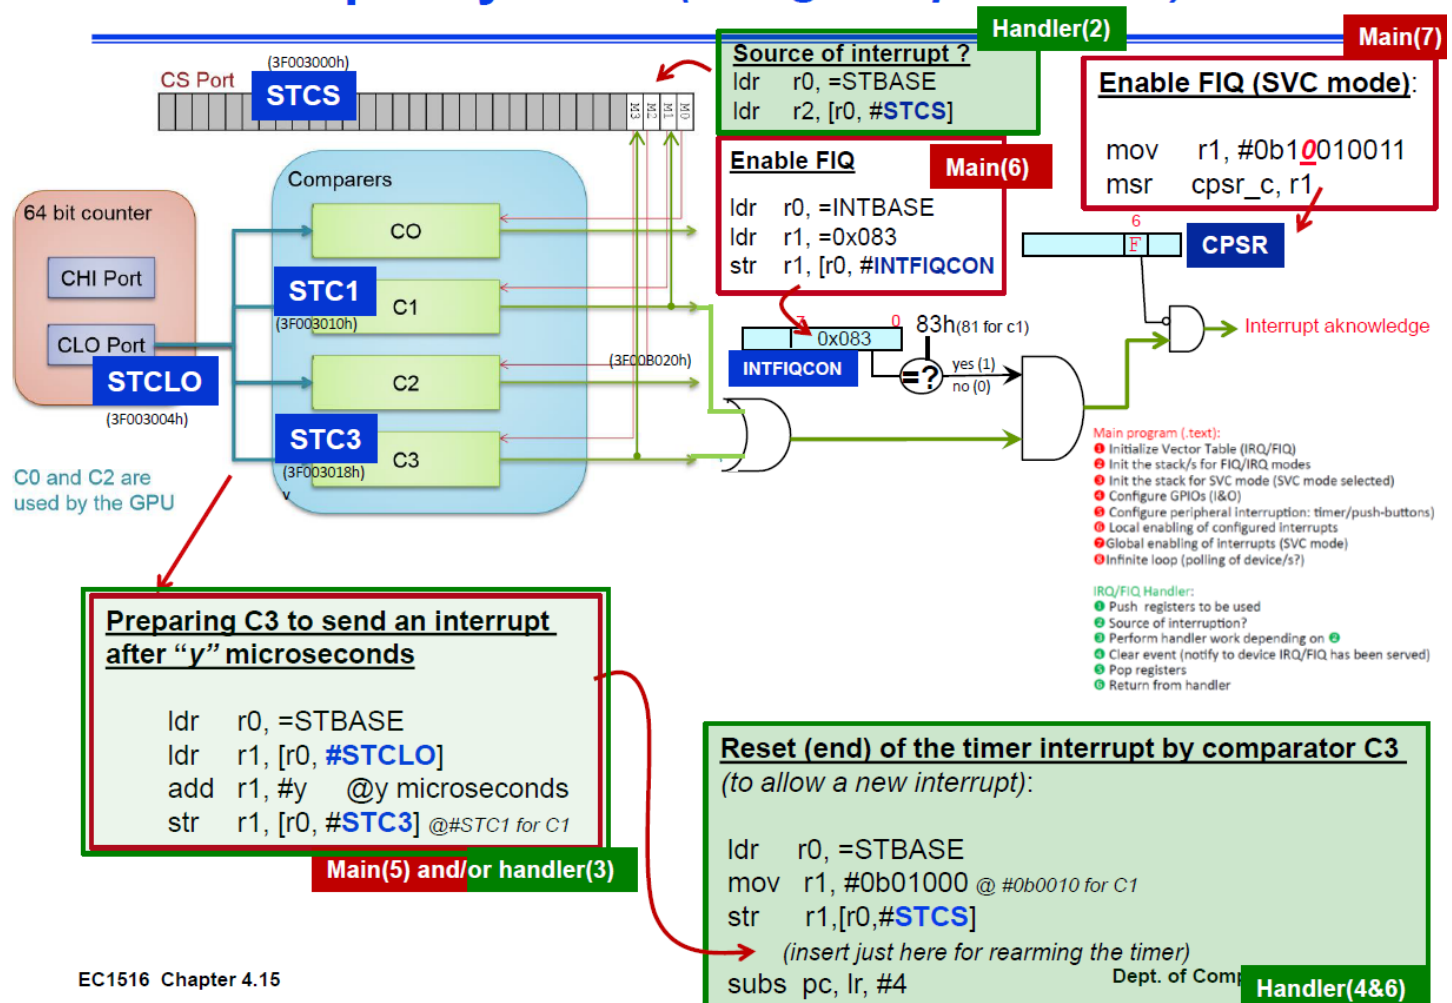 Handler(2)
Main(7)
(3F003000h)
CS Port
STCS
M3 M2 M1 M0
Source of interrupt ?
ldr r0, =STBASE
ldr r2, [r0, #STCS]
Enable FIQ (SVC mode):
mov r1, #0b10010011
msr cpsr_c, r1
Enable FIQ
Main(6)
ldr r0, =INTBASE
ldr r1, =0x083
str r1, [r0, #INTFIQCON
6
F
CPSR
64 bit counter
CHI Port
CLO Port
STCLO
(3F003004h)
Comparers
CO
STC1
(3F003010h)
C1
C2
STC3
(3F003018h)
v
C3
(3F00B020h)
7 0
0x083
INTFIQCON
83h(81 for c1)
=?
yes (1)
no (0)
Interrupt aknowledge
C0 and C2 are
used by the GPU
Main program (.text):
1 Initialize Vector Table (IRQ/FIQ)
2 Init the stack/s for FIQ/IRQ modes
3 Init the stack for SVC mode (SVC mode selected)
4 Configure GPIOs (I&O)
5 Configure peripheral interruption: timer/push-buttons)
6 Local enabling of configured interrupts
7 Global enabling of interrupts (SVC mode)
8 Infinite loop (polling of device/s?)
IRQ/FIQ Handler:
1 Push registers to be used
2 Source of interruption?
3 Perform handler work depending on 2
4 Clear event (notify to device IRQ/FIQ has been served)
5 Pop registers
6 Return from handler
Preparing C3 to send an interrupt
after “y” microseconds
ldr r0, =STBASE
ldr r1, [r0, #STCLO]
add r1, #y @y microseconds
str r1, [r0, #STC3] @#STC1 for C1
Main(5) and/or handler(3)
Reset (end) of the timer interrupt by comparator C3
(to allow a new interrupt):
ldr r0, =STBASE
mov r1, #0b01000 @ #0b0010 for C1
str r1,[r0,#STCS]
(insert just here for rearming the timer)
subs pc, lr, #4
Handler(4&6)
EC1516 Chapter 4.15
Dept. of